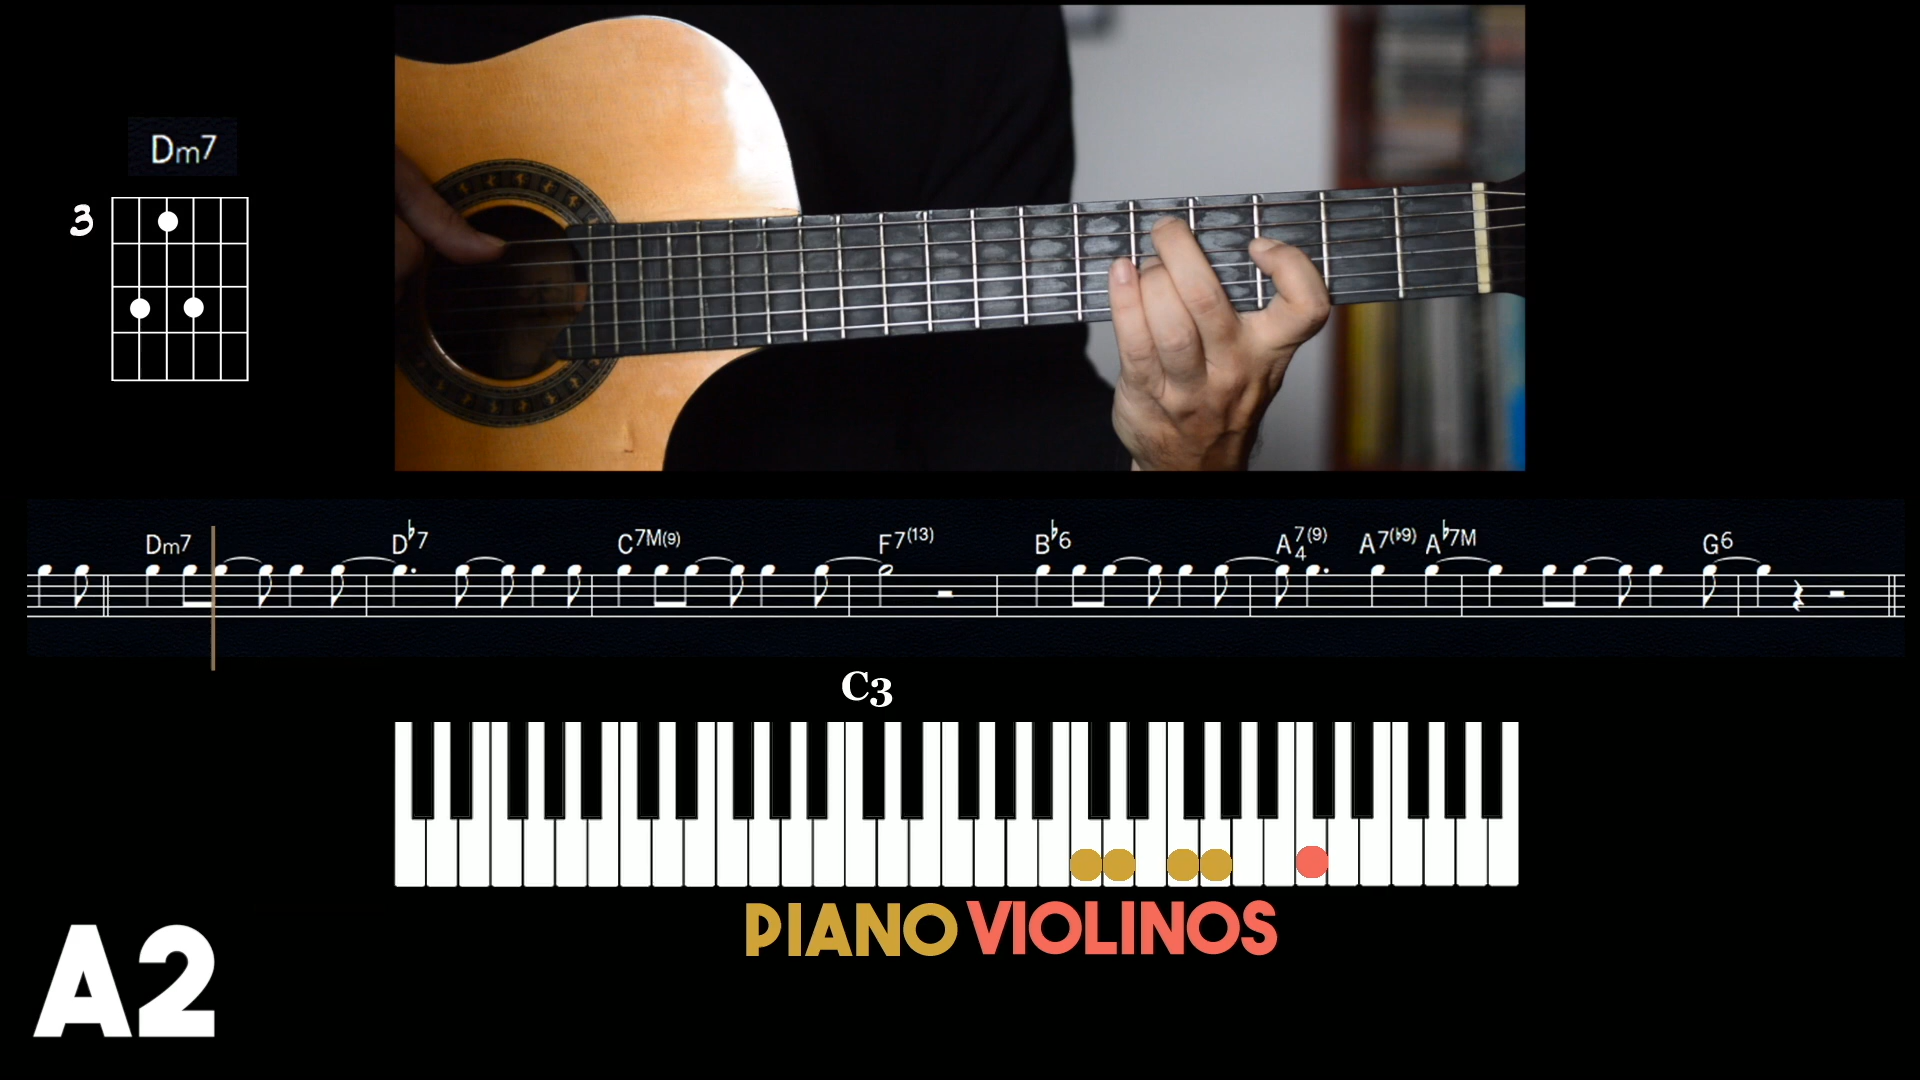 Dm7
3
Dm7 D♭7 C7M(9) F7(13) B♭6 A7(9)4 A7(♭9) A♭7M G6
C3
PIANO VIOLINOS
A2